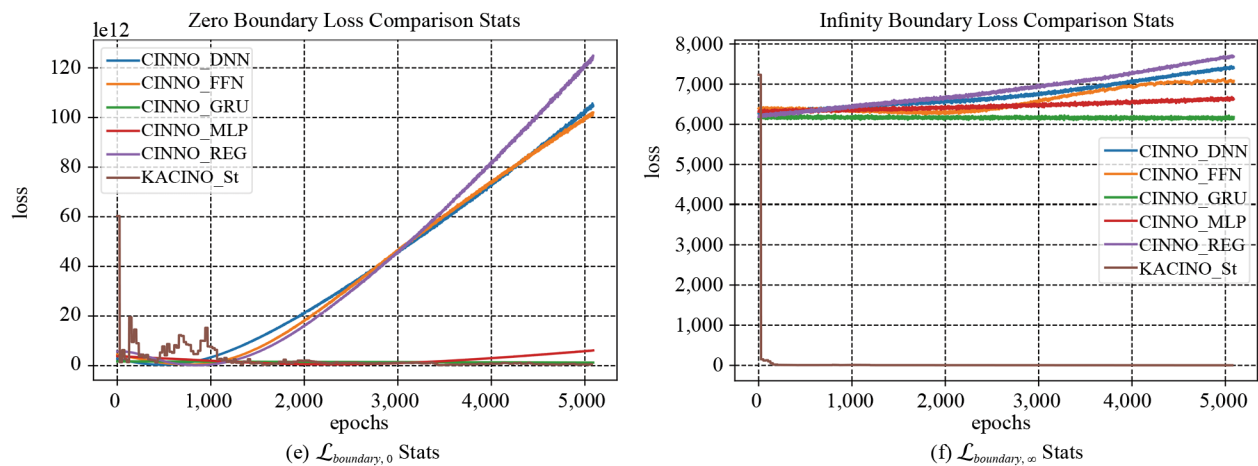 Zero Boundary Loss Comparison Stats
1e12
120
100
80
60
40
20
0
loss
CINNO_DNN
CINNO_FFN
CINNO_GRU
CINNO_MLP
CINNO_REG
KACINO_St
0 1,000 2,000 3,000 4,000 5,000
epochs
(e) ℒboundary, 0 Stats
Infinity Boundary Loss Comparison Stats
8,000
7,000
6,000
5,000
4,000
3,000
2,000
1,000
0
loss
CINNO_DNN
CINNO_FFN
CINNO_GRU
CINNO_MLP
CINNO_REG
KACINO_St
0 1,000 2,000 3,000 4,000 5,000
epochs
(f) ℒboundary, ∞ Stats